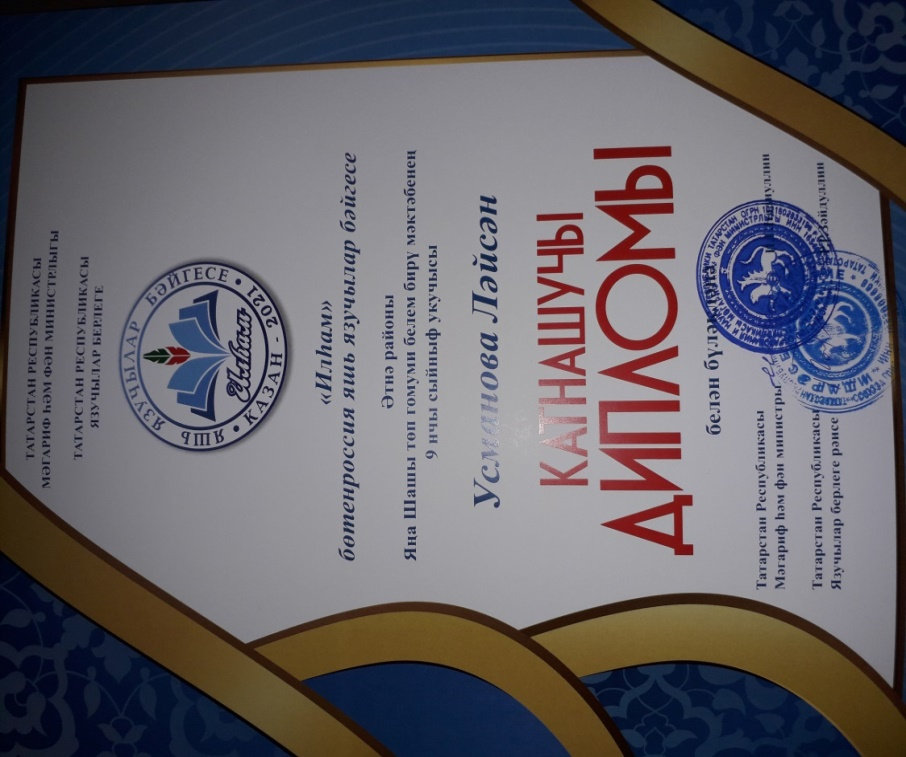 ТАТАРСТАН РЕСПУБЛИКАСЫ
МӘГАРИФ ҺӘМ ФӘН МИНИСТРЛЫГЫ
ТАТАРСТАН РЕСПУБЛИКАСЫ
ЯЗУЧЫЛАР БЕРЛЕГЕ
ЯШЬ ЯЗУЧЫЛАР БӘЙГЕСЕ
Илһам
КАЗАН - 2021
«Илһам»
бөтенроссия яшь язучылар бәйгесе
Әтнә районы
Яңа Шашы төп гомуми белем бирү мәктәбенең
9 нчы сыйныф укучысы
Усманова Ләйсән
КАТНАШУЧЫ
ДИПЛОМЫ
белән бүләкләнә
Татарстан Республикасы
Мәгариф һәм фән министры
Татарстан Республикасы
Язучылар берлеге рәисе